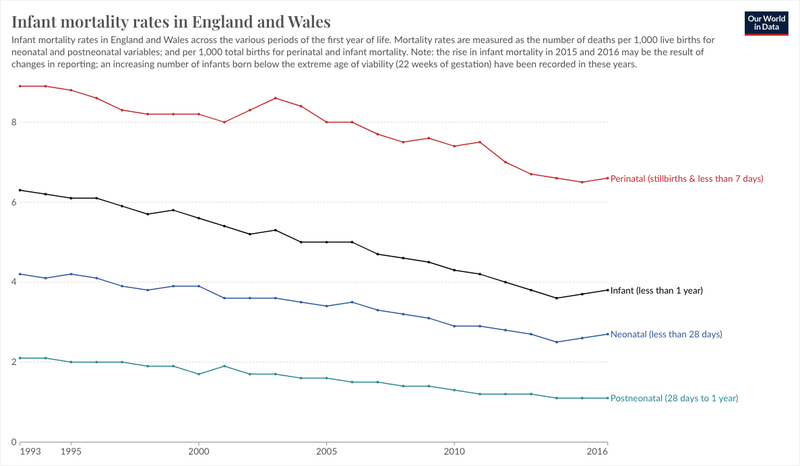 Infant mortality rates in England and Wales
Our World
in Data
Infant mortality rates in England and Wales across the various periods of the first year of life. Mortality rates are measured as the number of deaths per 1,000 live births for
neonatal and postneonatal variables; and per 1,000 total births for perinatal and infant mortality. Note: the rise in infant mortality in 2015 and 2016 may be the result of
changes in reporting; an increasing number of infants born below the extreme age of viability (22 weeks of gestation) have been recorded in these years.
8
Perinatal (stillbirths & less than 7 days)
6
Infant (less than 1 year)
4
Neonatal (less than 28 days)
2
Postneonatal (28 days to 1 year)
0
1993 1995 2000 2005 2010 2016